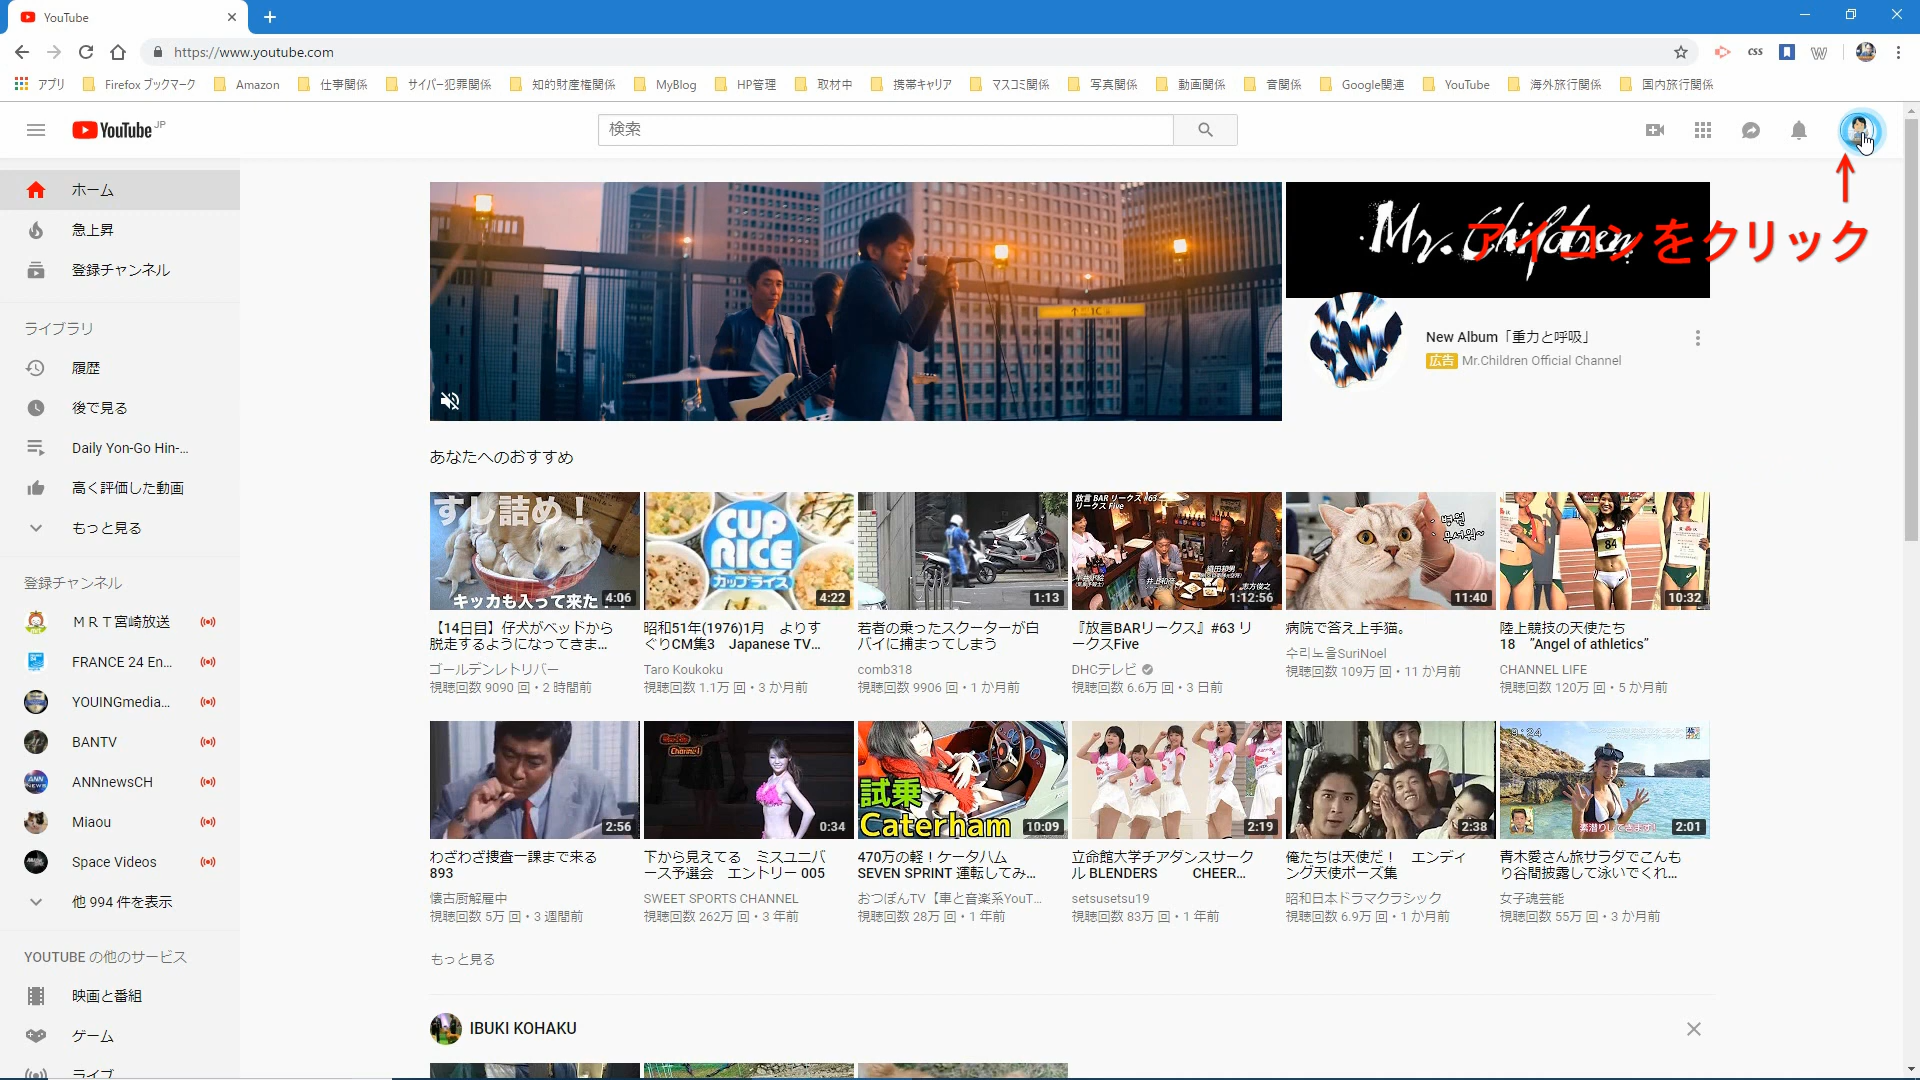 YouTube
https://www.youtube.com
css
アプリ
Firefox ブックマーク
Amazon
仕事関係
サイバー犯罪関係
知的財産権関係
MyBlog
HP管理
取材中
携帯キャリア
マスコミ関係
写真関係
動画関係
音関係
Google関連
YouTube
海外旅行関係
国内旅行関係
YouTube JP
検索
ホーム
急上昇
登録チャンネル
ライブラリ
履歴
後で見る
Daily Yon-Go Hin-...
高く評価した動画
もっと見る
登録チャンネル
ＭＲＴ宮崎放送
FRANCE 24 En...
YOUINGmedia...
BANTV
ANNnewsCH
Miaou
Space Videos
他 994 件を表示
YOUTUBE の他のサービス
映画と番組
ゲーム
ライブ
Mr. Children
アイコンをクリック
New Album「重力と呼吸」
広告 Mr.Children Official Channel
あなたへのおすすめ
すし詰め！
キッカも入って来た！！
4:06
【14日目】仔犬がベッドから
脱走するようになってきま...
ゴールデンレトリバー
視聴回数 9090 回・2 時間前
CUP
RICE
カップライス
4:22
昭和51年(1976)1月　よりす
ぐりCM集3　Japanese TV...
Taro Koukoku
視聴回数 1.1万 回・3 か月前
1:13
若者の乗ったスクーターが白
バイに捕まってしまう
comb318
視聴回数 9906 回・1 か月前
放言 BAR リークス #63
リークス Five
1:12:56
『放言BARリークス』#63 リ
ークスFive
DHCテレビ
視聴回数 6.6万 回・3 日前
병원
무서워~
11:40
病院で答え上手猫。
수리노을SuriNoel
視聴回数 109万 回・11 か月前
84
10:32
陸上競技の天使たち
18　”Angel of athletics”
CHANNEL LIFE
視聴回数 120万 回・5 か月前
2:56
わざわざ捜査一課まで来る
893
懐古厨解雇中
視聴回数 5万 回・3 週間前
Channel
0:34
下から見えてる　ミスユニバ
ース予選会　エントリー 005
SWEET SPORTS CHANNEL
視聴回数 262万 回・3 年前
試乗
Caterham
10:09
470万の軽！ケータハム
SEVEN SPRINT 運転してみ...
おつぽんTV【車と音楽系YouT...
視聴回数 28万 回・1 年前
2:19
立命館大学チアダンスサーク
ル BLENDERS　　CHEER...
setsusetsu19
視聴回数 83万 回・1 年前
2:38
俺たちは天使だ！　エンディ
ング天使ポーズ集
昭和日本ドラマクラシック
視聴回数 6.9万 回・1 か月前
8:24
素潜りしてきます!
2:01
青木愛さん旅サラダでこんも
り谷間披露して泳いでくれ...
女子魂芸能
視聴回数 55万 回・3 か月前
もっと見る
IBUKI KOHAKU